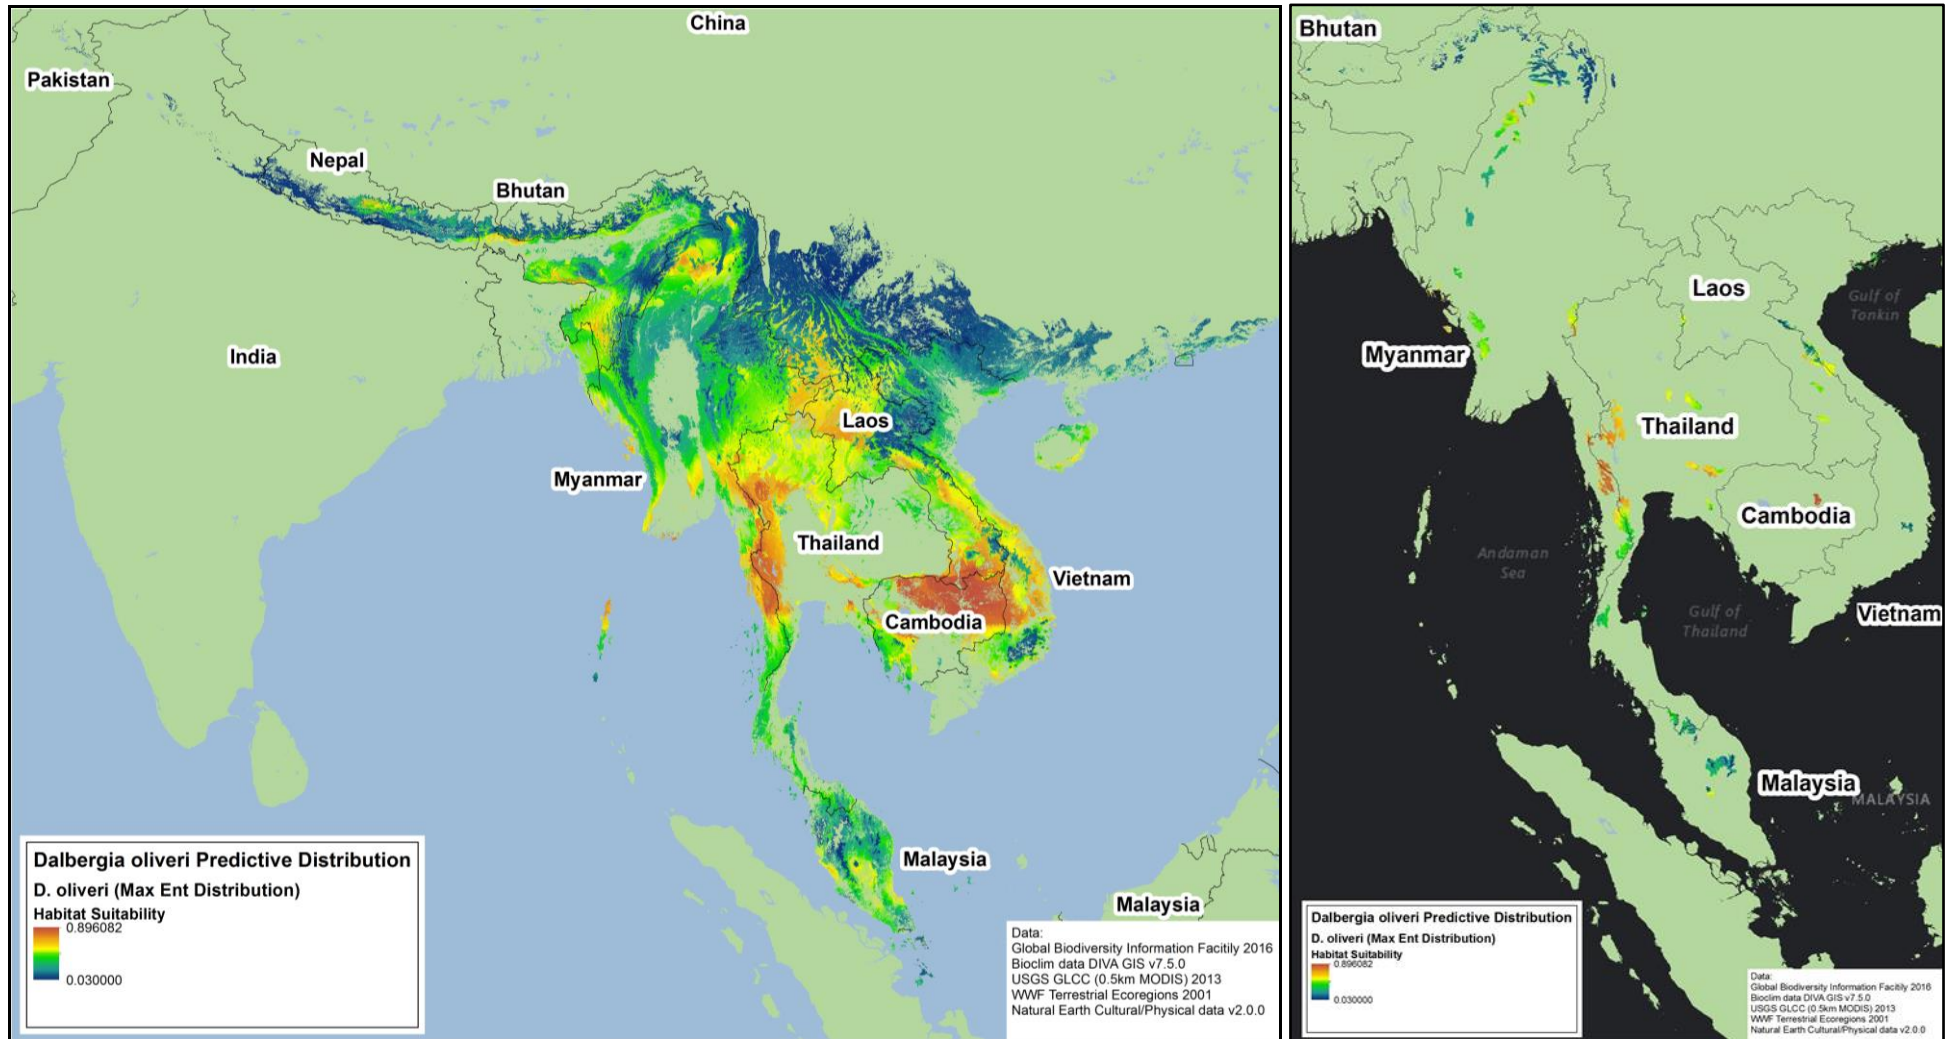 China
Pakistan
Nepal
Bhutan
India
Laos
Myanmar
Thailand
Vietnam
Cambodia
Malaysia
Malaysia
Dalbergia oliveri Predictive Distribution
D. oliveri (Max Ent Distribution)
Habitat Suitability
0.896082
0.030000
Data:
Global Biodiversity Information Facitily 2016
Bioclim data DIVA GIS v7.5.0
USGS GLCC (0.5km MODIS) 2013
WWF Terrestrial Ecoregions 2001
Natural Earth Cultural/Physical data v2.0.0
Bhutan
Laos
Gulf of
Tonkin
Myanmar
Thailand
Cambodia
Andaman
Sea
Gulf of
Thailand
Vietnam
Malaysia
MALAYSIA
Dalbergia oliveri Predictive Distribution
D. oliveri (Max Ent Distribution)
Habitat Suitability
0.896082
0.030000
Data:
Global Biodiversity Information Facitily 2016
Bioclim data DIVA GIS v7.5.0
USGS GLCC (0.5km MODIS) 2013
WWF Terrestrial Ecoregions 2001
Natural Earth Cultural/Physical data v2.0.0